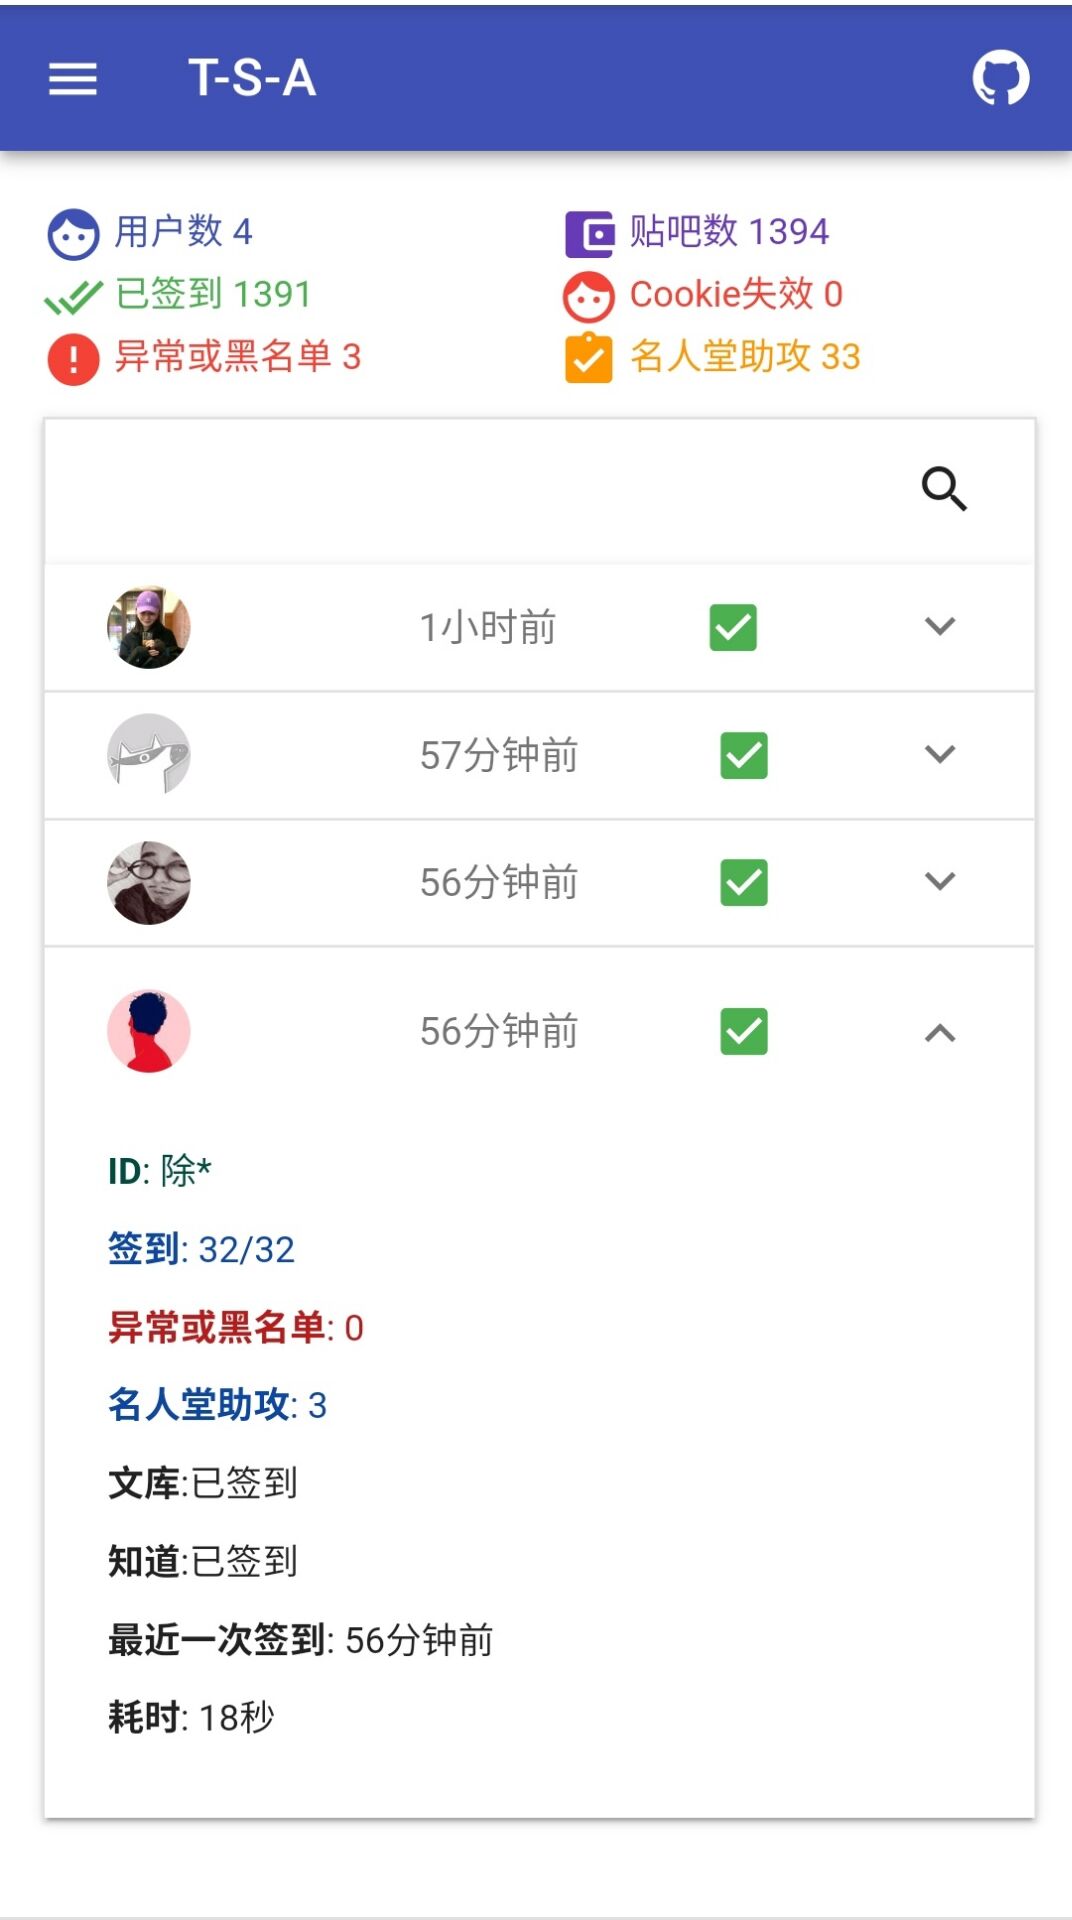 T-S-A
用户数 4
贴吧数 1394
已签到 1391
Cookie失效 0
异常或黑名单 3
名人堂助攻 33
1小时前
57分钟前
56分钟前
56分钟前
ID: 除*
签到: 32/32
异常或黑名单: 0
名人堂助攻: 3
文库:已签到
知道:已签到
最近一次签到: 56分钟前
耗时: 18秒